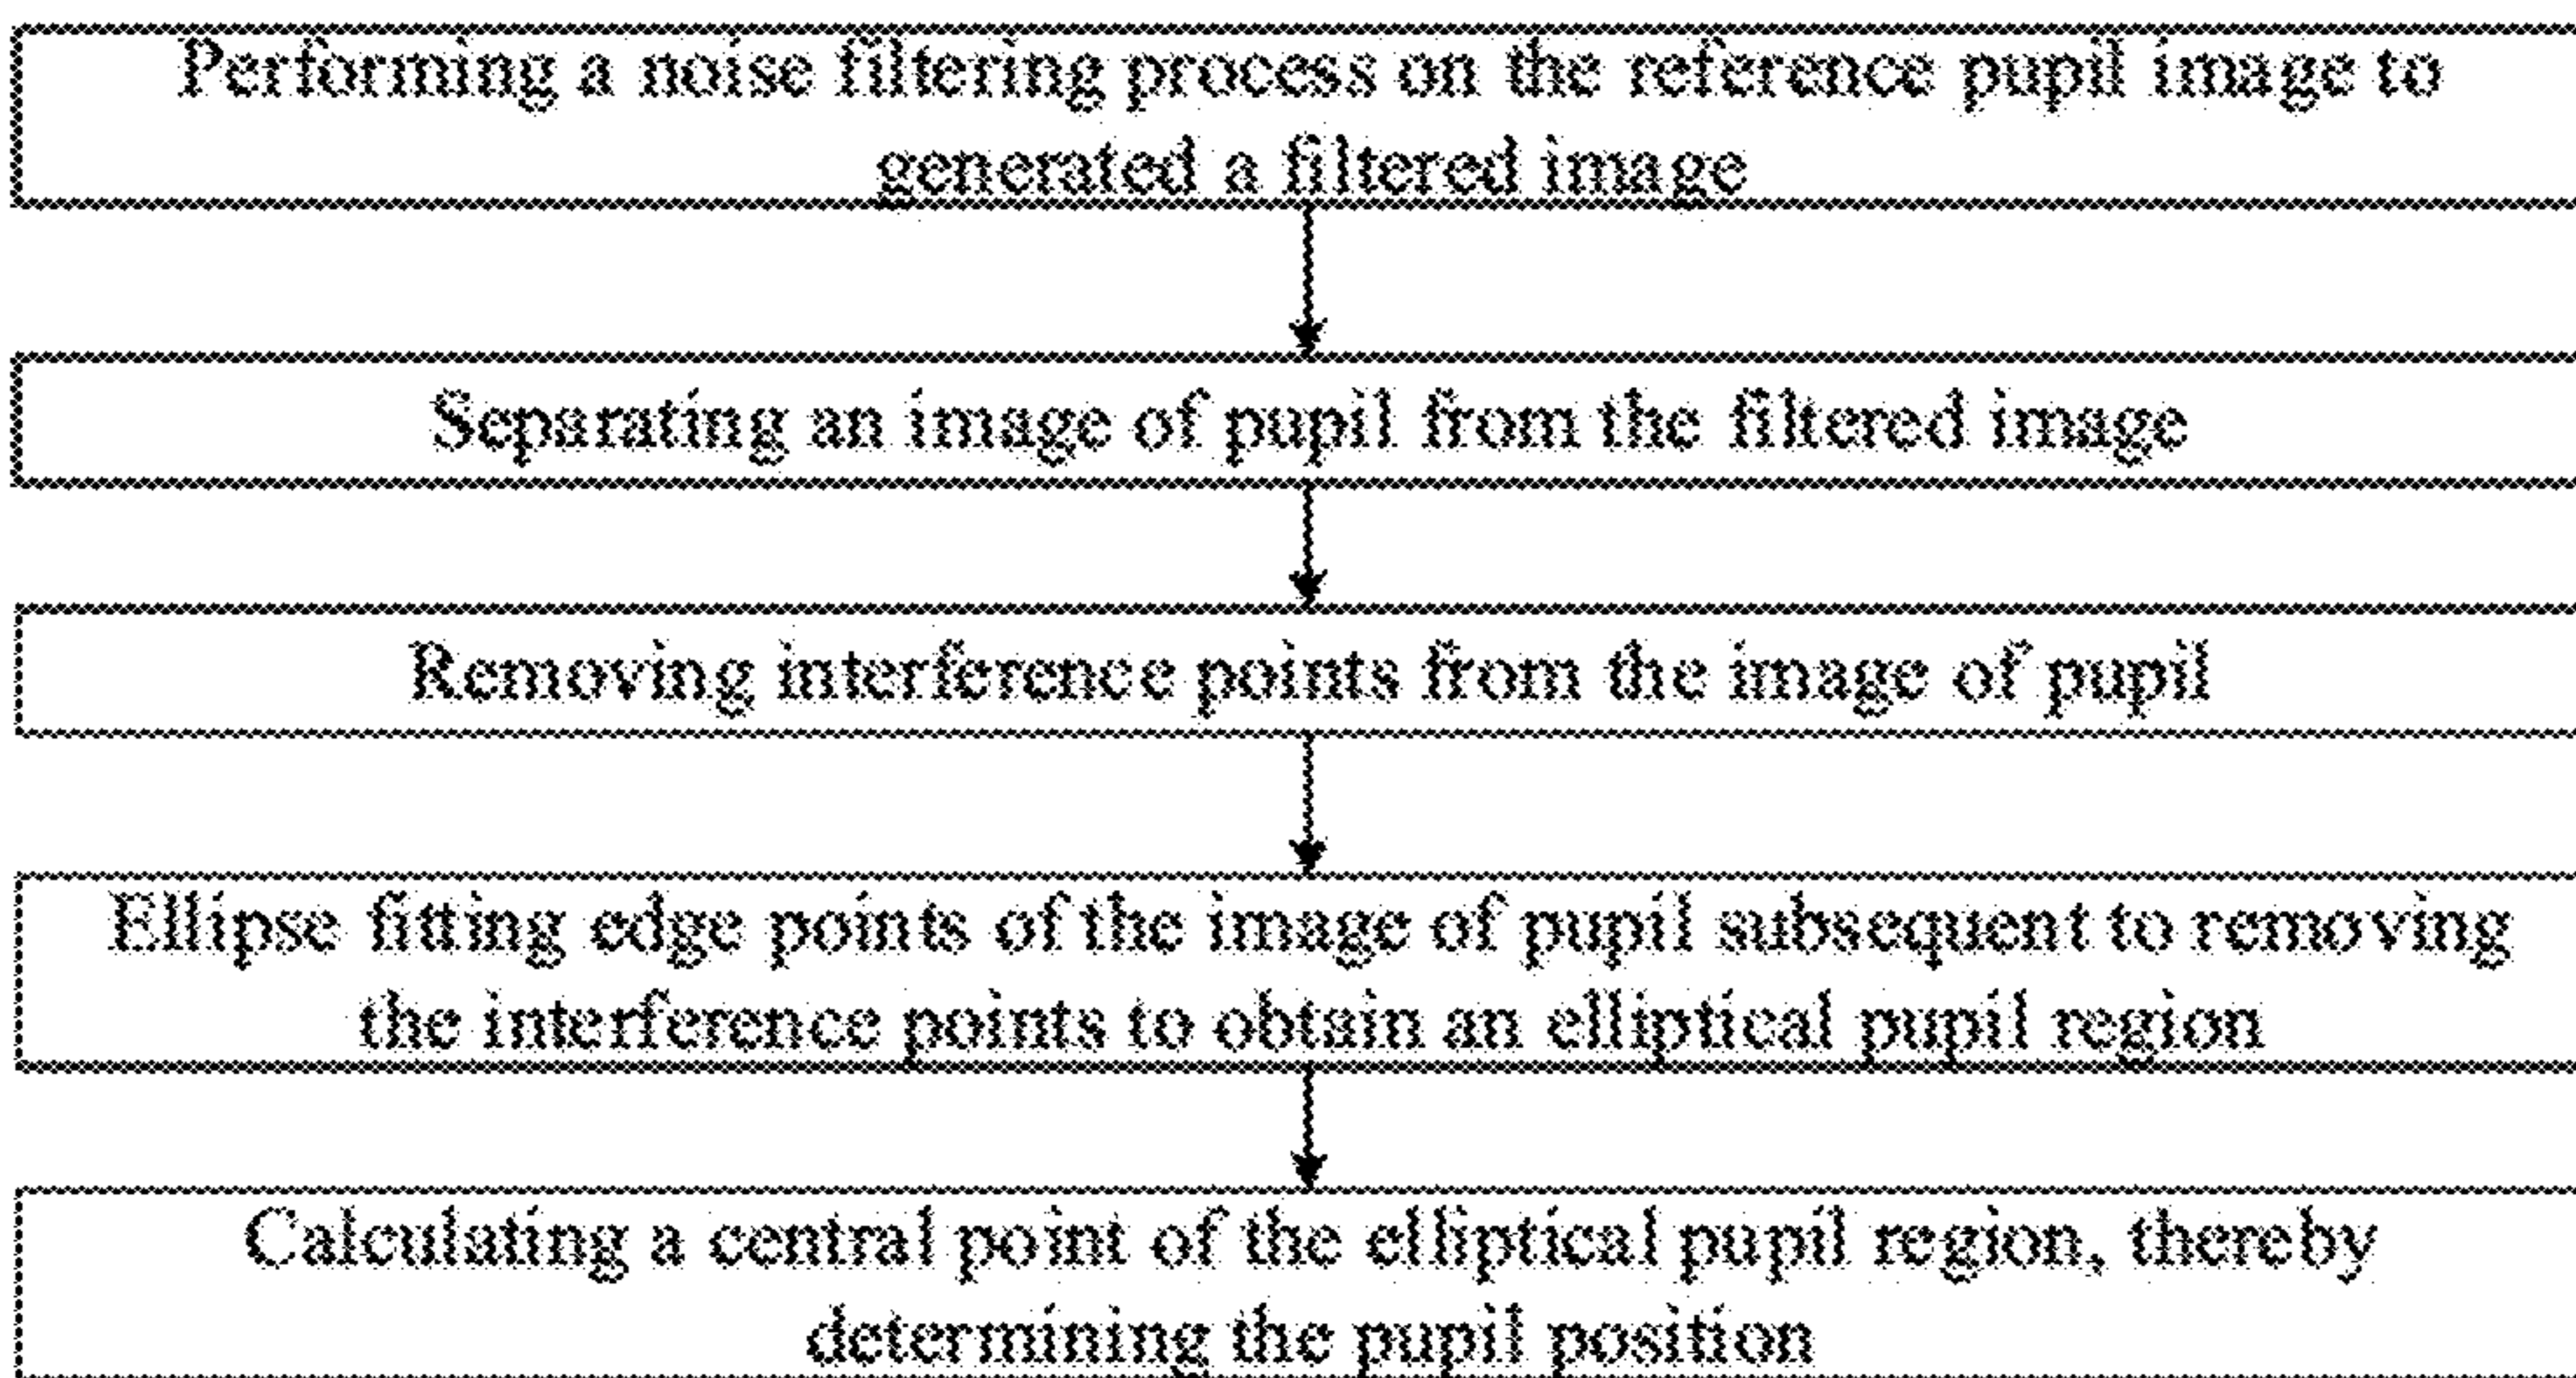 Performing a noise filtering process on the reference pupil image to
generated a filtered image
Separating an image of pupil from the filtered image
Removing interference points from the image of pupil
Ellipse fitting edge points of the image of pupil subsequent to removing
the interference points to obtain an elliptical pupil region
Calculating a central point of the elliptical pupil region, thereby
determining the pupil position